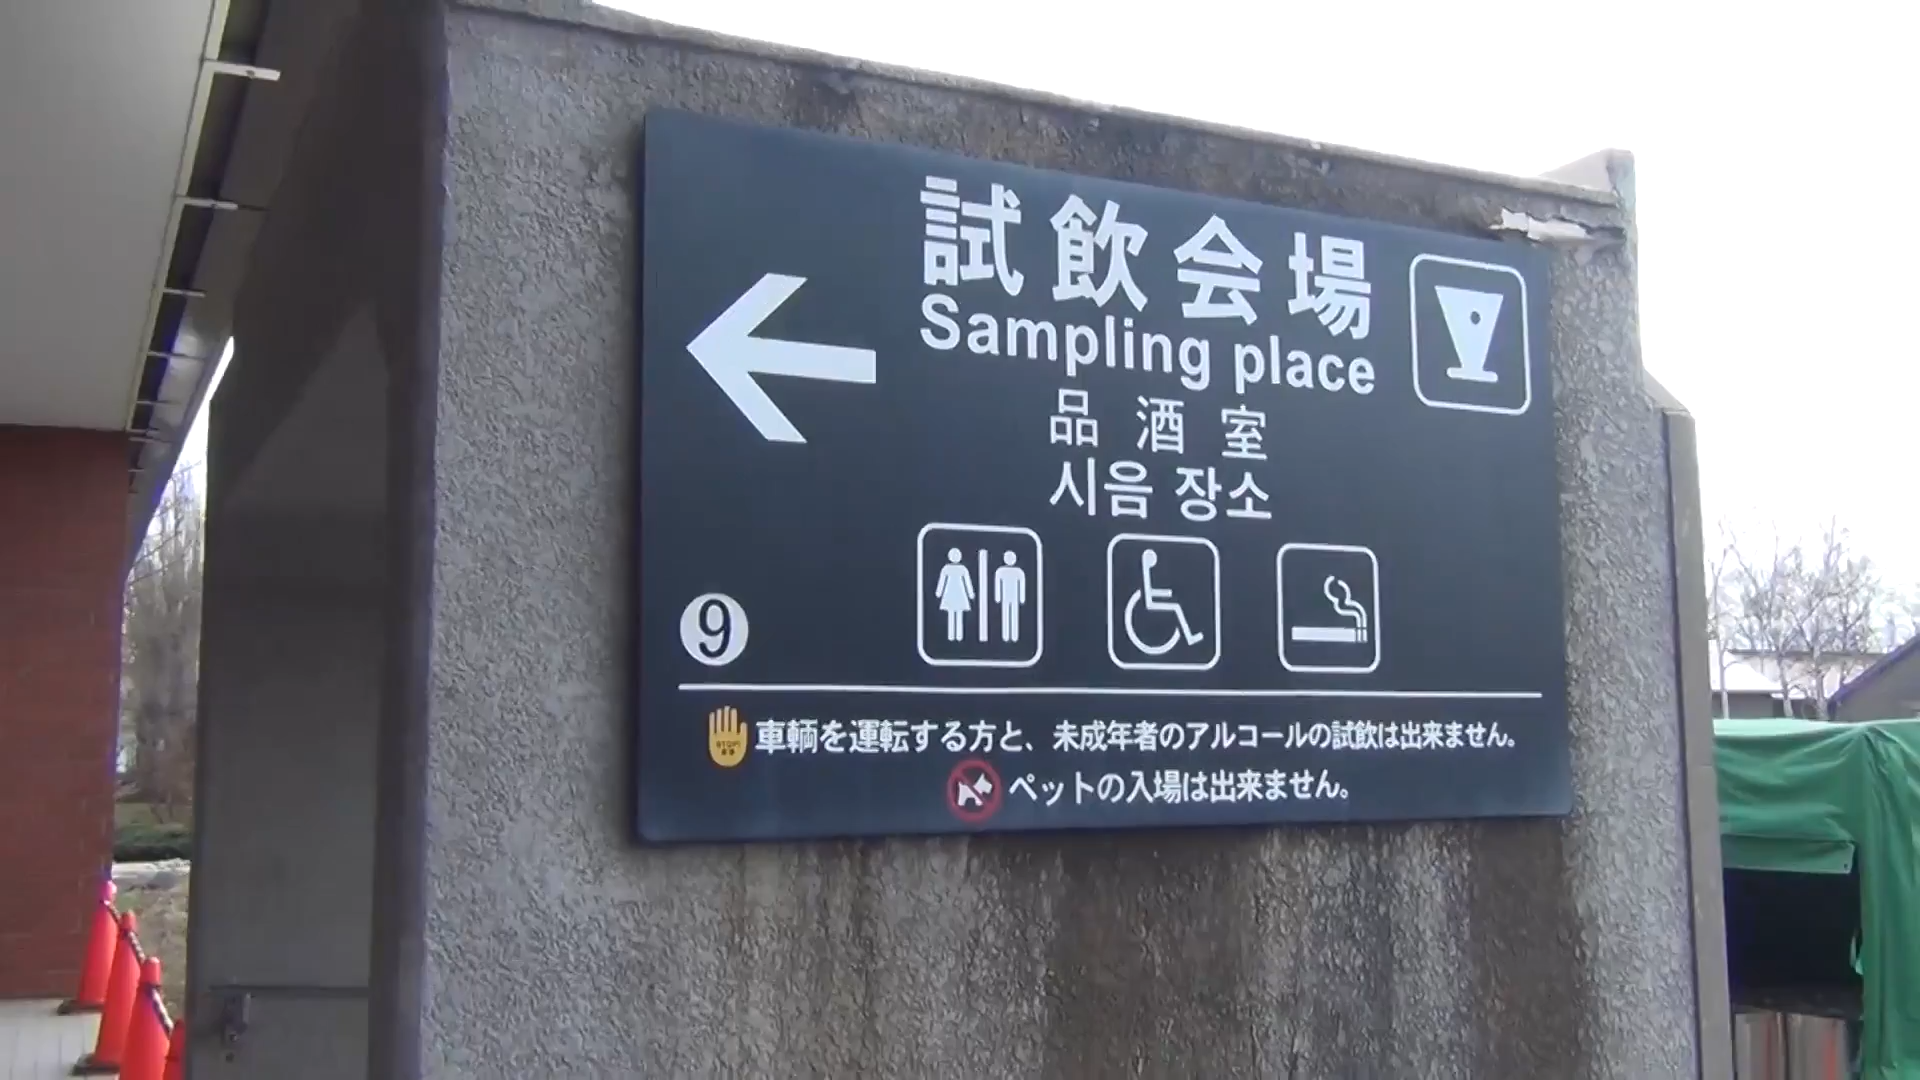 試飲会場
Sampling place
品酒室
시음 장소
9
車輌を運転する方と、未成年者のアルコールの試飲は出来ません。
ペットの入場は出来ません。